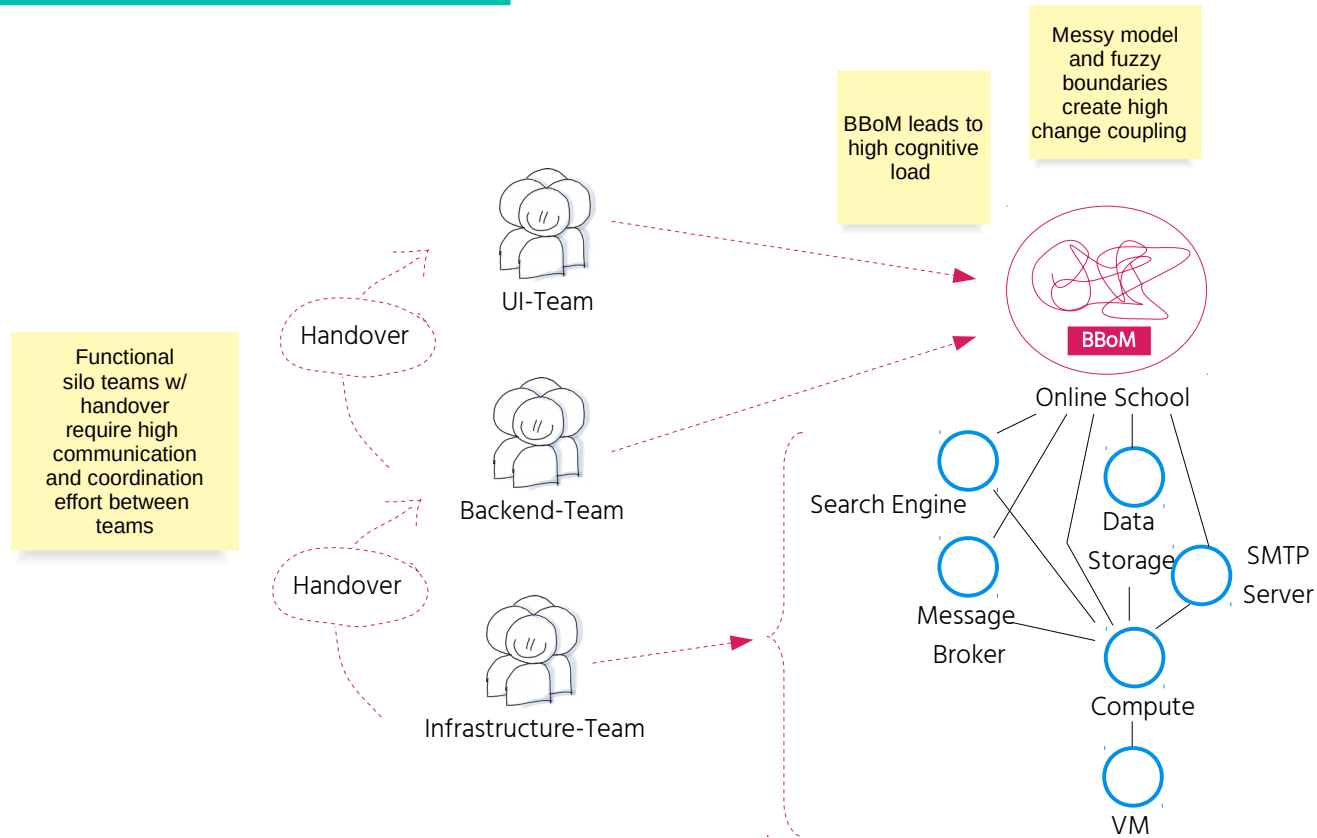 Messy model
and fuzzy
boundaries
create high
change coupling
BBoM leads to
high cognitive
load
UI-Team
Handover
BBoM
Functional
silo teams w/
handover
require high
communication
and coordination
effort between
teams
Online School
Backend-Team
Search Engine
Data
Storage
SMTP
Server
Handover
Message
Broker
Compute
Infrastructure-Team
VM